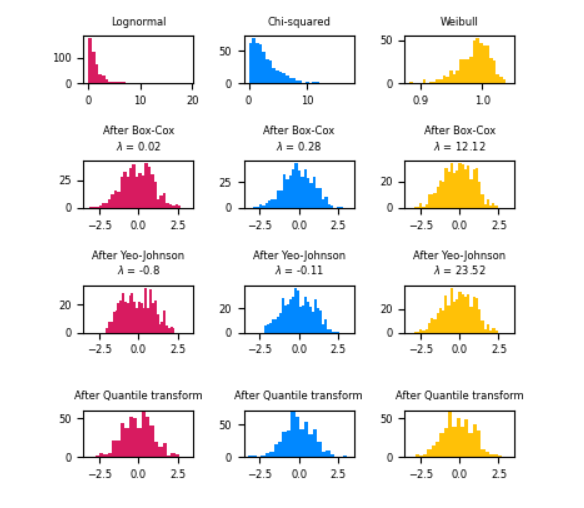 Lognormal Chi-squared Weibull
100 50 50
0 0 0
0 10 20 0 10 0.9 1.0
After Box-Cox After Box-Cox After Box-Cox
λ = 0.02 λ = 0.28 λ = 12.12
25 25 20
0 0 0
−2.5 0.0 2.5 −2.5 0.0 2.5 −2.5 0.0 2.5
After Yeo-Johnson After Yeo-Johnson After Yeo-Johnson
λ = -0.8 λ = -0.11 λ = 23.52
20 20 20
0 0 0
−2.5 0.0 2.5 −2.5 0.0 2.5 −2.5 0.0 2.5
After Quantile transform After Quantile transform After Quantile transform
50 50 50
25
0 0 0
−2.5 0.0 2.5 −2.5 0.0 2.5 −2.5 0.0 2.5